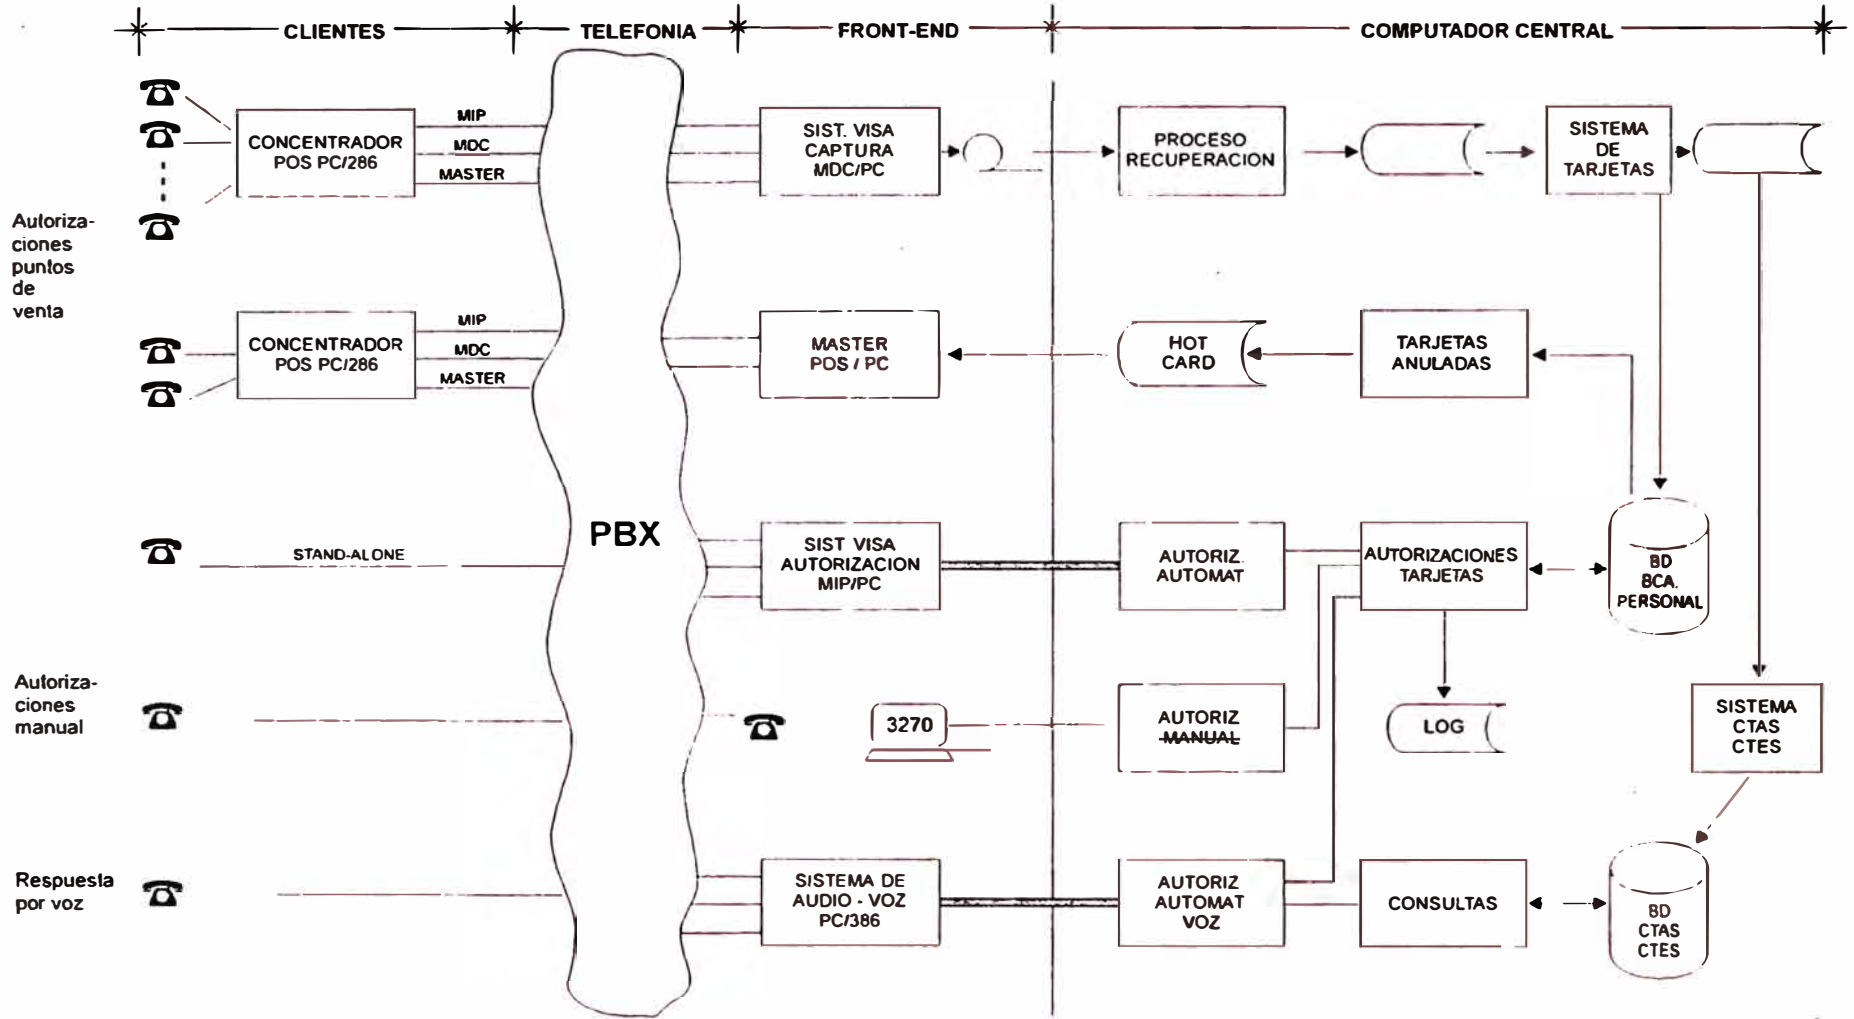 CLIENTES
TELEFONIA
FRONT-END
COMPUTADOR CENTRAL
Autoriza-
ciones
puntos
de
venta
CONCENTRADOR
POS PC/286
MIP
MDC
MASTER
SIST. VISA
CAPTURA
MDC/PC
PROCESO
RECUPERACION
SISTEMA
DE
TARJETAS
CONCENTRADOR
POS PC/286
MIP
MDC
MASTER
MASTER
POS / PC
HOT
CARD
TARJETAS
ANULADAS
STAND-ALONE
PBX
SIST VISA
AUTORIZACION
MIP/PC
AUTORIZ.
AUTOMAT
AUTORIZACIONES
TARJETAS
BD
BCA.
PERSONAL
Autoriza-
ciones
manual
3270
AUTORIZ
MANUAL
LOG
SISTEMA
CTAS
CTES
Respuesta
por voz
SISTEMA DE
AUDIO - VOZ
PC/386
AUTORIZ
AUTOMAT
VOZ
CONSULTAS
BD
CTAS
CTES